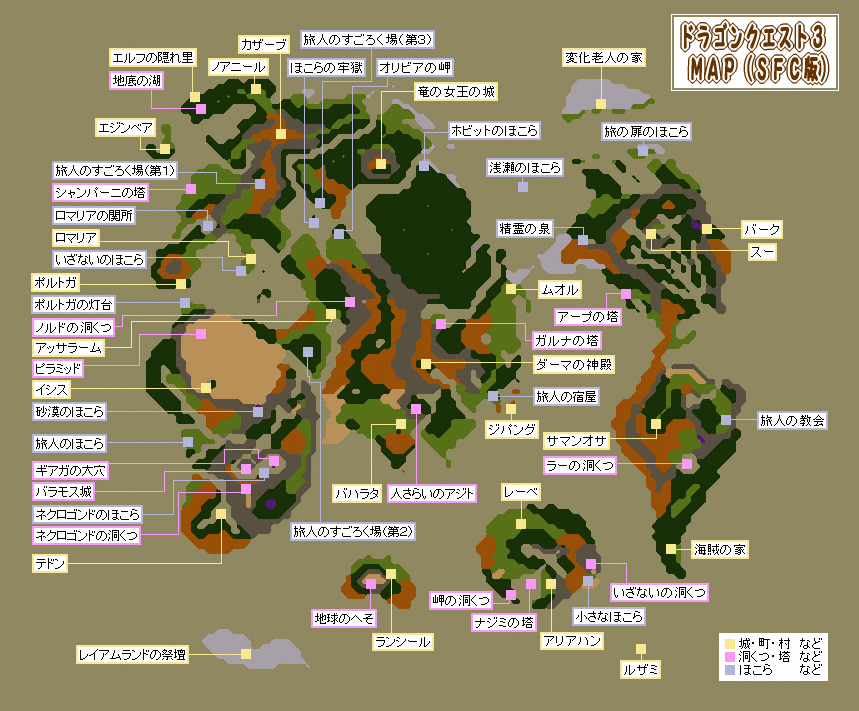 ドラゴンクエスト3
MAP (SFC版)
カザーブ
旅人のすごろく場(第3)
エルフの隠れ里
ノアニール
ほこらの牢獄
オリビアの岬
変化老人の家
地底の湖
竜の女王の城
エジンベア
ホビットのほこら
旅の扉のほこら
旅人のすごろく場(第1)
浅瀬のほこら
シャンパーニの塔
ロマリアの関所
精霊の泉
バーク
ロマリア
スー
いざないのほこら
ポルトガ
ムオル
ポルトガの灯台
アープの塔
ノルドの洞くつ
ガルナの塔
アッサラーム
ピラミッド
ダーマの神殿
イシス
旅人の宿屋
砂漠のほこら
旅人の教会
ジパング
旅人のほこら
サマンオサ
ギアガの大穴
ラーの洞くつ
バラモス城
バハラタ
人さらいのアジト
レーベ
ネクロゴンドのほこら
ネクロゴンドの洞くつ
旅人のすごろく場(第2)
テドン
海賊の家
岬の洞くつ
いざないの洞くつ
地球のへそ
ナジミの塔
小さなほこら
ランシール
アリアハン
レイアムランドの祭壇
ルザミ
城・町・村 など
洞くつ・塔 など
ほこら など